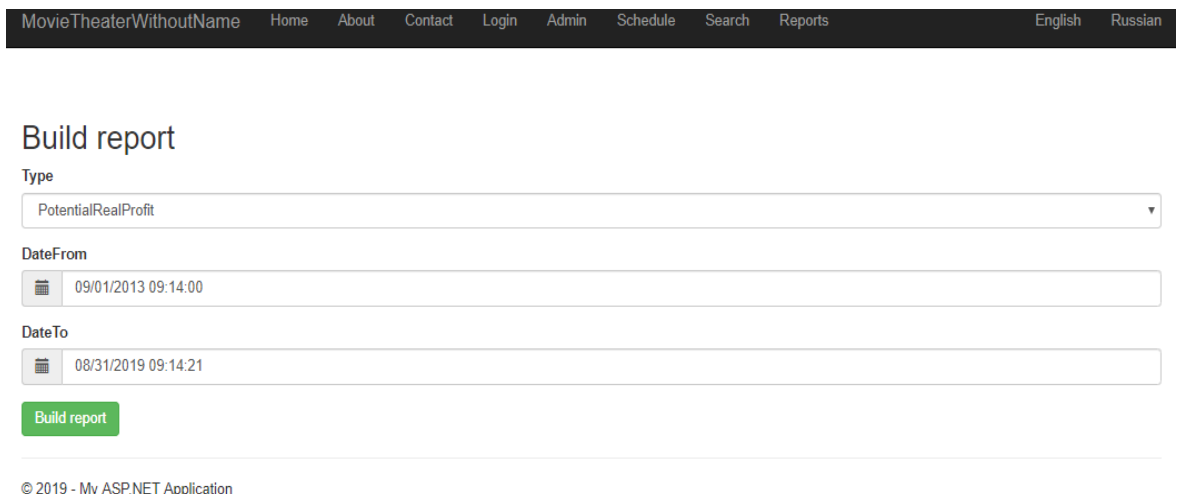 MovieTheaterWithoutName Home About Contact Login Admin Schedule Search Reports English Russian
Build report
Type
PotentialRealProfit
DateFrom
09/01/2013 09:14:00
DateTo
08/31/2019 09:14:21
Build report
© 2019 - My ASP.NET Application